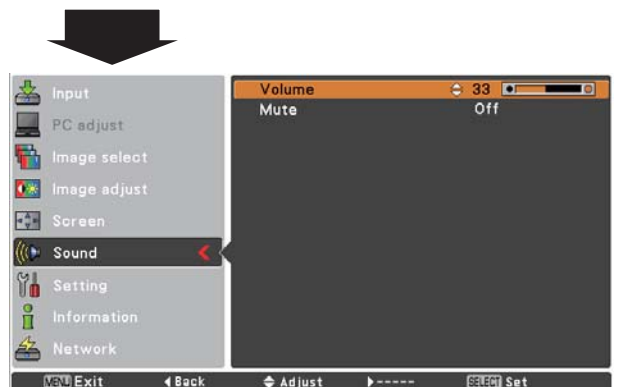 Input
PC adjust
Image select
Image adjust
Screen
Sound
Setting
Information
Network
Volume 33
Mute Off
MENU Exit Back Adjust ----- SELECT Set